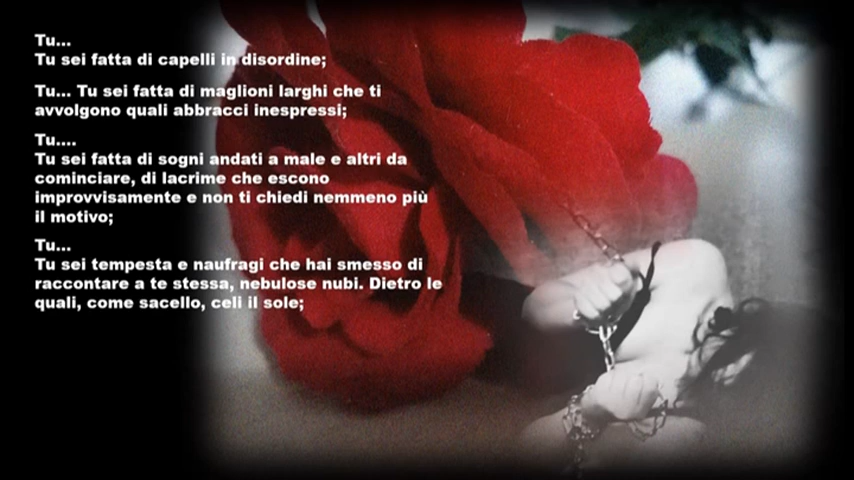 Tu...
Tu sei fatta di capelli in disordine;
Tu... Tu sei fatta di maglioni larghi che ti
avvolgono quali abbracci inespressi;
Tu....
Tu sei fatta di sogni andati a male e altri da
cominciare, di lacrime che escono
improvvisamente e non ti chiedi nemmeno più
il motivo;
Tu...
Tu sei tempesta e naufragi che hai smesso di
raccontare a te stessa, nebulose nubi. Dietro le
quali, come sacello, celi il sole;